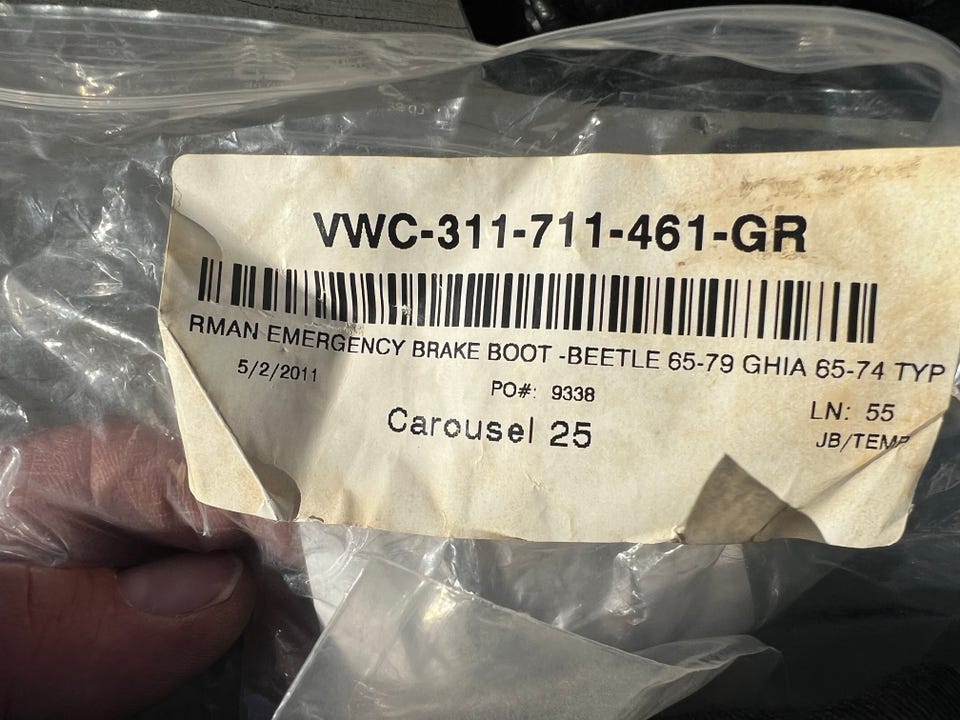 VWC-311-711-461-GR
RMAN EMERGENCY BRAKE BOOT -BEETLE 65-79 GHIA 65-74 TYP
5/2/2011
PO#: 9338
LN: 55
Carousel 25
JB/TEMP